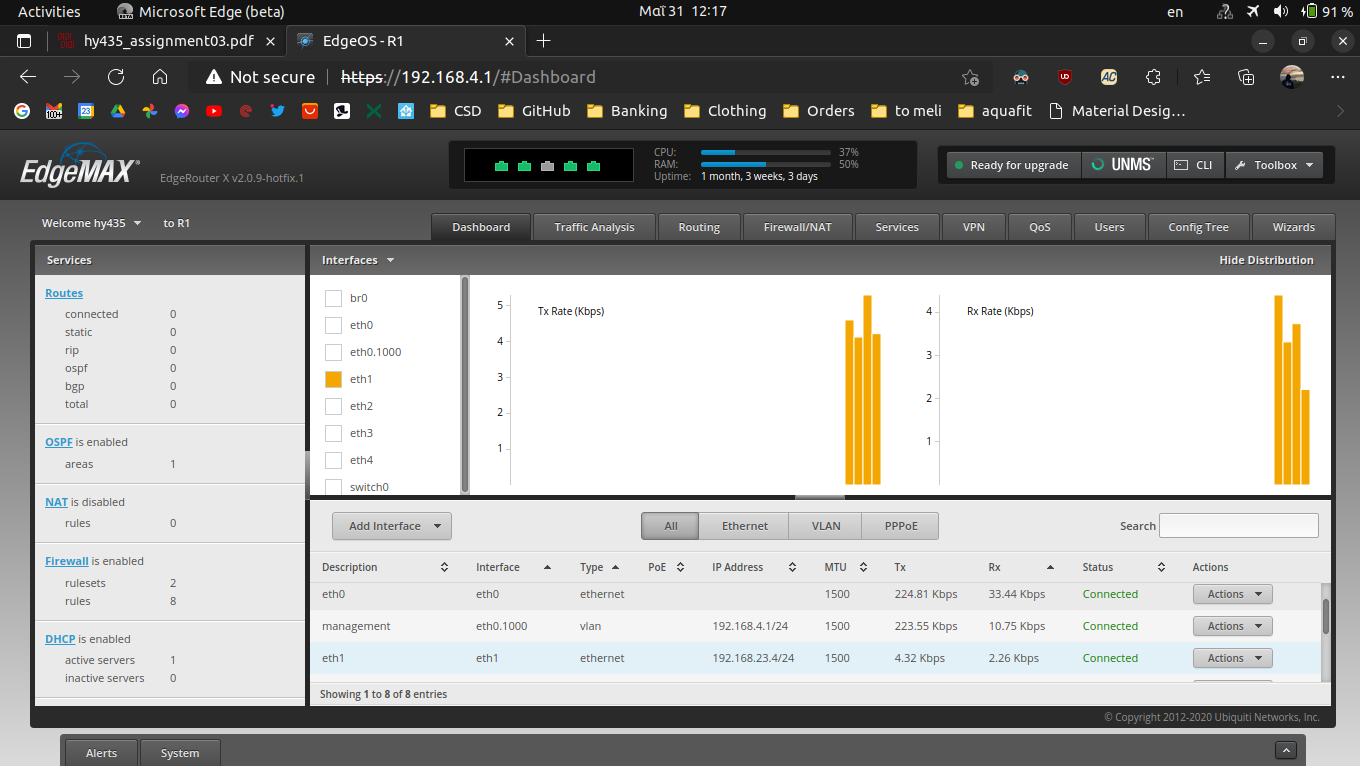 Activities Microsoft Edge (beta) Μαΐ 31 12:17 en 91 %
hy435_assignment03.pdf EdgeOS - R1
Not secure https://192.168.4.1/#Dashboard
CSD GitHub Banking Clothing Orders to meli aquafit Material Desig...
EdgeMAX EdgeRouter X v2.0.9-hotfix.1
CPU: 37%
RAM: 50%
Uptime: 1 month, 3 weeks, 3 days
Ready for upgrade UNMS CLI Toolbox
Welcome hy435 to R1
Dashboard Traffic Analysis Routing Firewall/NAT Services VPN QoS Users Config Tree Wizards
Services
Routes
connected 0
static 0
rip 0
ospf 0
bgp 0
total 0
OSPF is enabled
areas 1
NAT is disabled
rules 0
Firewall is enabled
rulesets 2
rules 8
DHCP is enabled
active servers 1
inactive servers 0
Interfaces Hide Distribution
br0
eth0
eth0.1000
eth1
eth2
eth3
eth4
switch0
Tx Rate (Kbps)
5
4
3
2
1
Rx Rate (Kbps)
4
3
2
1
Add Interface All Ethernet VLAN PPPoE Search
Description Interface Type PoE IP Address MTU Tx Rx Status Actions
eth0 eth0 ethernet 1500 224.81 Kbps 33.44 Kbps Connected Actions
management eth0.1000 vlan 192.168.4.1/24 1500 223.55 Kbps 10.75 Kbps Connected Actions
eth1 eth1 ethernet 192.168.23.4/24 1500 4.32 Kbps 2.26 Kbps Connected Actions
Showing 1 to 8 of 8 entries
© Copyright 2012-2020 Ubiquiti Networks, Inc.
Alerts System